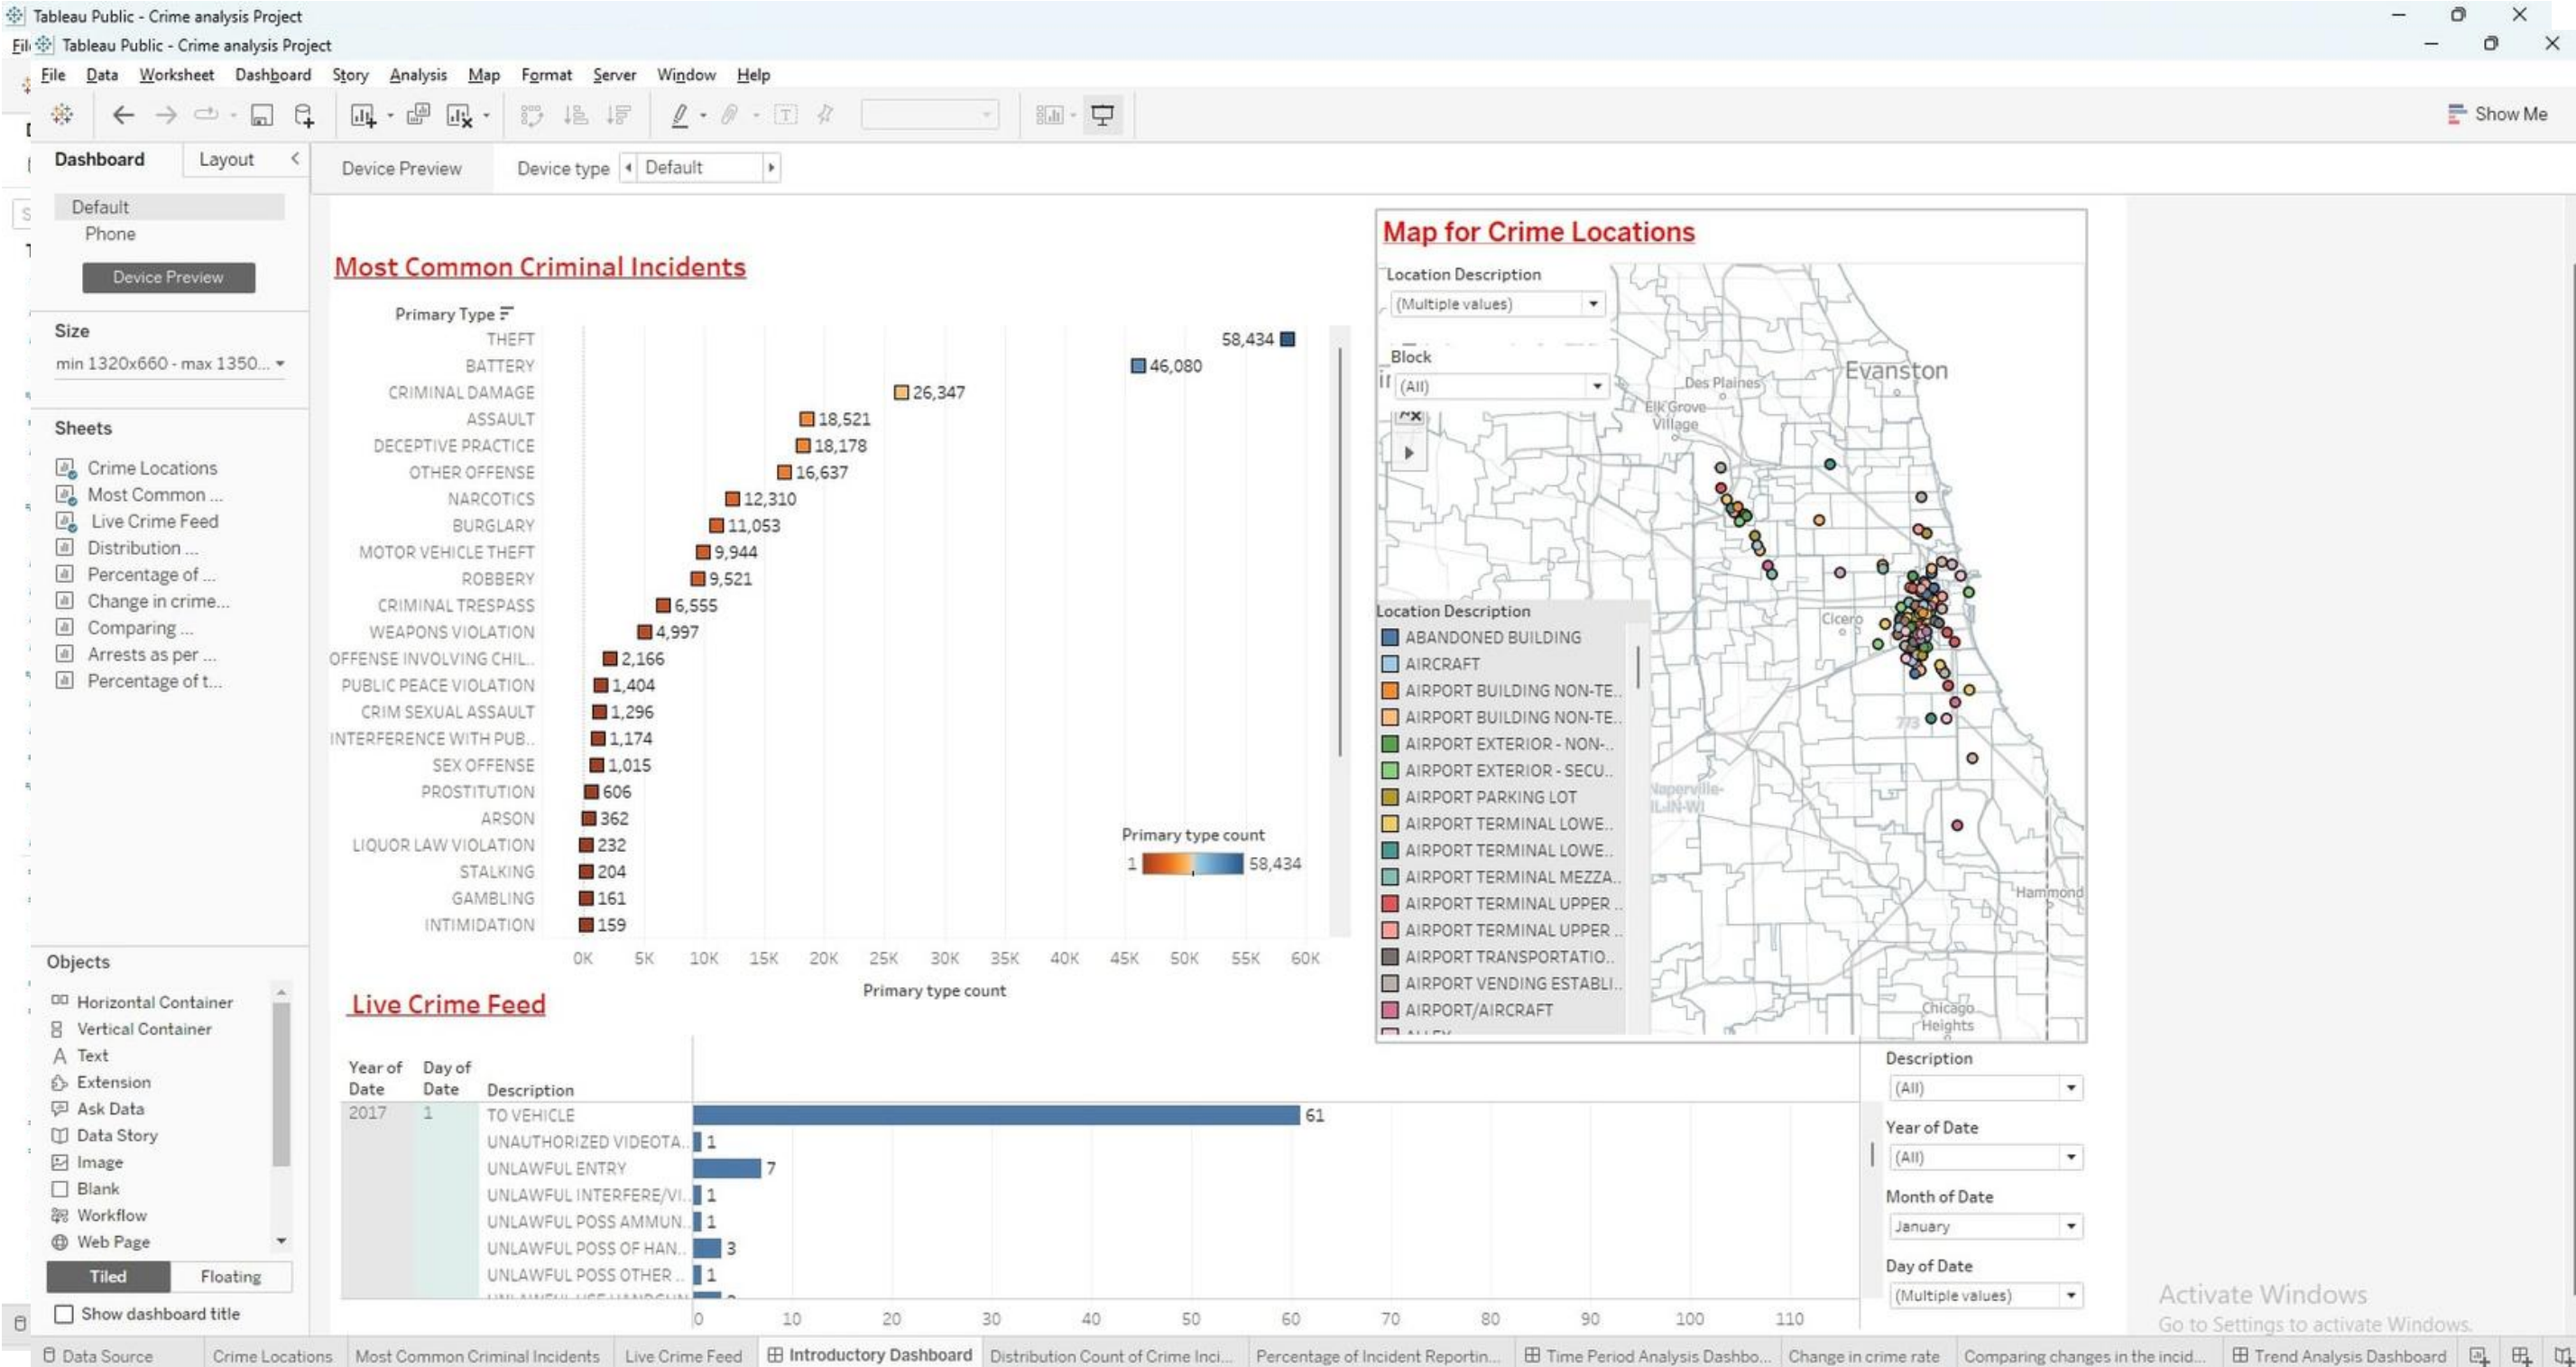 Tableau Public - Crime analysis Project
Tableau Public - Crime analysis Project
File Data Worksheet Dashboard Story Analysis Map Format Server Window Help
Show Me
Dashboard Layout
Device Preview Device type Default
Default
Phone
Device Preview
Size
min 1320x660 - max 1350...
Sheets
Crime Locations
Most Common ...
Live Crime Feed
Distribution ...
Percentage of ...
Change in crime...
Comparing ...
Arrests as per ...
Percentage of t...
Objects
Horizontal Container
Vertical Container
Text
Extension
Ask Data
Data Story
Image
Blank
Workflow
Web Page
Tiled Floating
Show dashboard title
Most Common Criminal Incidents
Primary Type
THEFT 58,434
BATTERY 46,080
CRIMINAL DAMAGE 26,347
ASSAULT 18,521
DECEPTIVE PRACTICE 18,178
OTHER OFFENSE 16,637
NARCOTICS 12,310
BURGLARY 11,053
MOTOR VEHICLE THEFT 9,944
ROBBERY 9,521
CRIMINAL TRESPASS 6,555
WEAPONS VIOLATION 4,997
OFFENSE INVOLVING CHIL.. 2,166
PUBLIC PEACE VIOLATION 1,404
CRIM SEXUAL ASSAULT 1,296
INTERFERENCE WITH PUB.. 1,174
SEX OFFENSE 1,015
PROSTITUTION 606
ARSON 362
LIQUOR LAW VIOLATION 232
STALKING 204
GAMBLING 161
INTIMIDATION 159
0K 5K 10K 15K 20K 25K 30K 35K 40K 45K 50K 55K 60K
Primary type count
Primary type count
1 58,434
Map for Crime Locations
Location Description
(Multiple values)
Block
(All)
Evanston
Des Plaines
Elk Grove
Village
Cicero
773
Naperville-
IL-IN-WI
Hammond
Chicago
Heights
Location Description
ABANDONED BUILDING
AIRCRAFT
AIRPORT BUILDING NON-TE..
AIRPORT BUILDING NON-TE..
AIRPORT EXTERIOR - NON-..
AIRPORT EXTERIOR - SECU..
AIRPORT PARKING LOT
AIRPORT TERMINAL LOWE..
AIRPORT TERMINAL LOWE..
AIRPORT TERMINAL MEZZA..
AIRPORT TERMINAL UPPER ..
AIRPORT TERMINAL UPPER ..
AIRPORT TRANSPORTATIO..
AIRPORT VENDING ESTABLI..
AIRPORT/AIRCRAFT
Live Crime Feed
Year of Day of
Date Date Description
2017 1 TO VEHICLE 61
UNAUTHORIZED VIDEOTA.. 1
UNLAWFUL ENTRY 7
UNLAWFUL INTERFERE/VI.. 1
UNLAWFUL POSS AMMUN.. 1
UNLAWFUL POSS OF HAN.. 3
UNLAWFUL POSS OTHER .. 1
0 10 20 30 40 50 60 70 80 90 100 110
Description
(All)
Year of Date
(All)
Month of Date
January
Day of Date
(Multiple values)
Activate Windows
Go to Settings to activate Windows.
Data Source Crime Locations Most Common Criminal Incidents Live Crime Feed Introductory Dashboard Distribution Count of Crime Inci... Percentage of Incident Reportin... Time Period Analysis Dashbo... Change in crime rate Comparing changes in the incid... Trend Analysis Dashboard